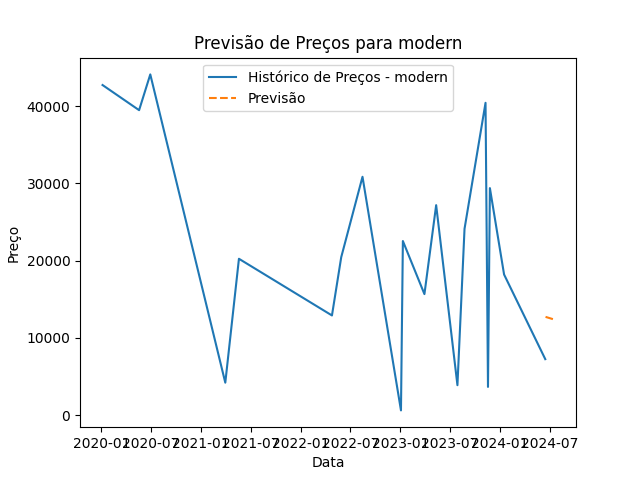 Previsão de Preços para modern
Histórico de Preços - modern
Previsão
Preço
40000
30000
20000
10000
0
2020-01 2020-07 2021-01 2021-07 2022-01 2022-07 2023-01 2023-07 2024-01 2024-07
Data